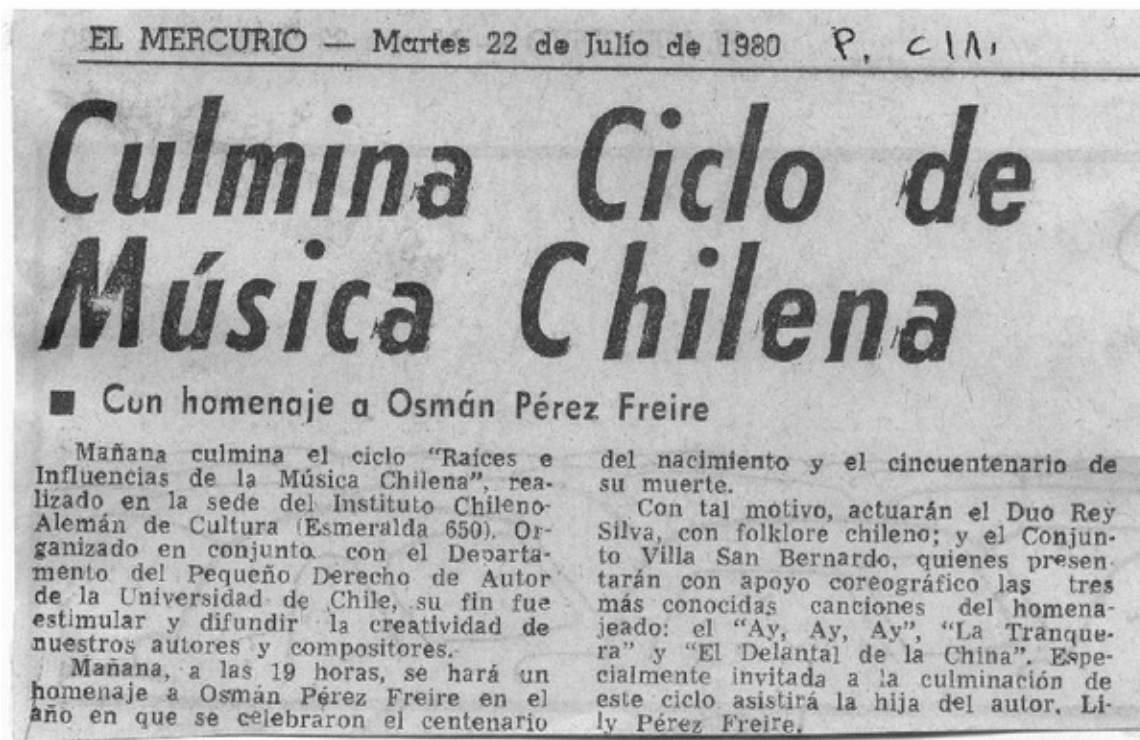 EL MERCURIO — Martes 22 de Julio de 1980
Culmina Ciclo de
Música Chilena
■ Con homenaje a Osmán Pérez Freire
Mañana culmina el ciclo "Raíces e
Influencias de la Música Chilena", rea-
lizado en la sede del Instituto Chileno-
Alemán de Cultura (Esmeralda 650). Or-
ganizado en conjunto con el Departa-
mento del Pequeño Derecho de Autor
de la Universidad de Chile, su fin fue
estimular y difundir la creatividad de
nuestros autores y compositores.
Mañana, a las 19 horas, se hará un
homenaje a Osmán Pérez Freire en el
año en que se celebraron el centenario
del nacimiento y el cincuentenario de
su muerte.
Con tal motivo, actuarán el Duo Rey
Silva, con folklore chileno; y el Conjun-
to Villa San Bernardo, quienes presen-
tarán con apoyo coreográfico las tres
más conocidas canciones del homena-
jeado: el "Ay, Ay, Ay", "La Tranque-
ra" y "El Delantal de la China". Espe-
cialmente invitada a la culminación de
este ciclo asistirá la hija del autor, Li-
ly Pérez Freire.